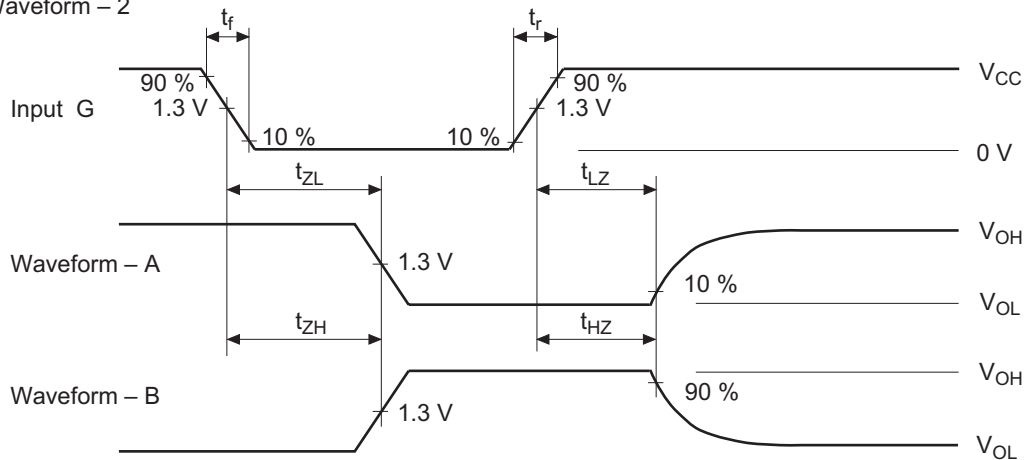 Waveform – 2
t_f
t_r
90 %
90 %
V_CC
Input G
1.3 V
1.3 V
10 %
10 %
0 V
t_ZL
t_LZ
V_OH
Waveform – A
1.3 V
10 %
V_OL
t_ZH
t_HZ
V_OH
Waveform – B
90 %
1.3 V
V_OL